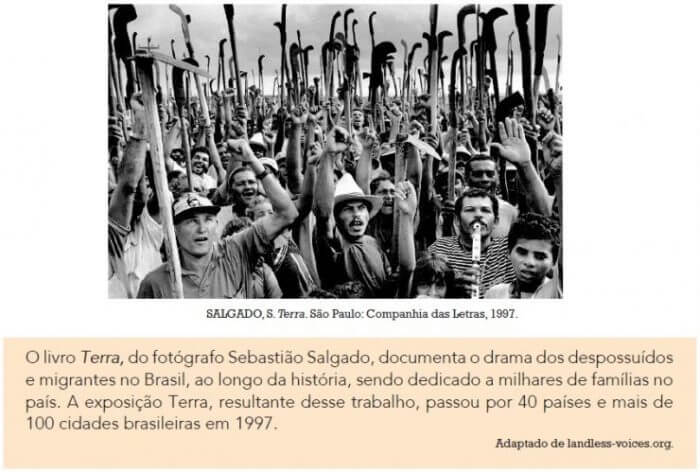 SALGADO, S. Terra. São Paulo: Companhia das Letras, 1997.
O livro Terra, do fotógrafo Sebastião Salgado, documenta o drama dos despossuídos
e migrantes no Brasil, ao longo da história, sendo dedicado a milhares de famílias no
país. A exposição Terra, resultante desse trabalho, passou por 40 países e mais de
100 cidades brasileiras em 1997.
Adaptado de landless-voices.org.